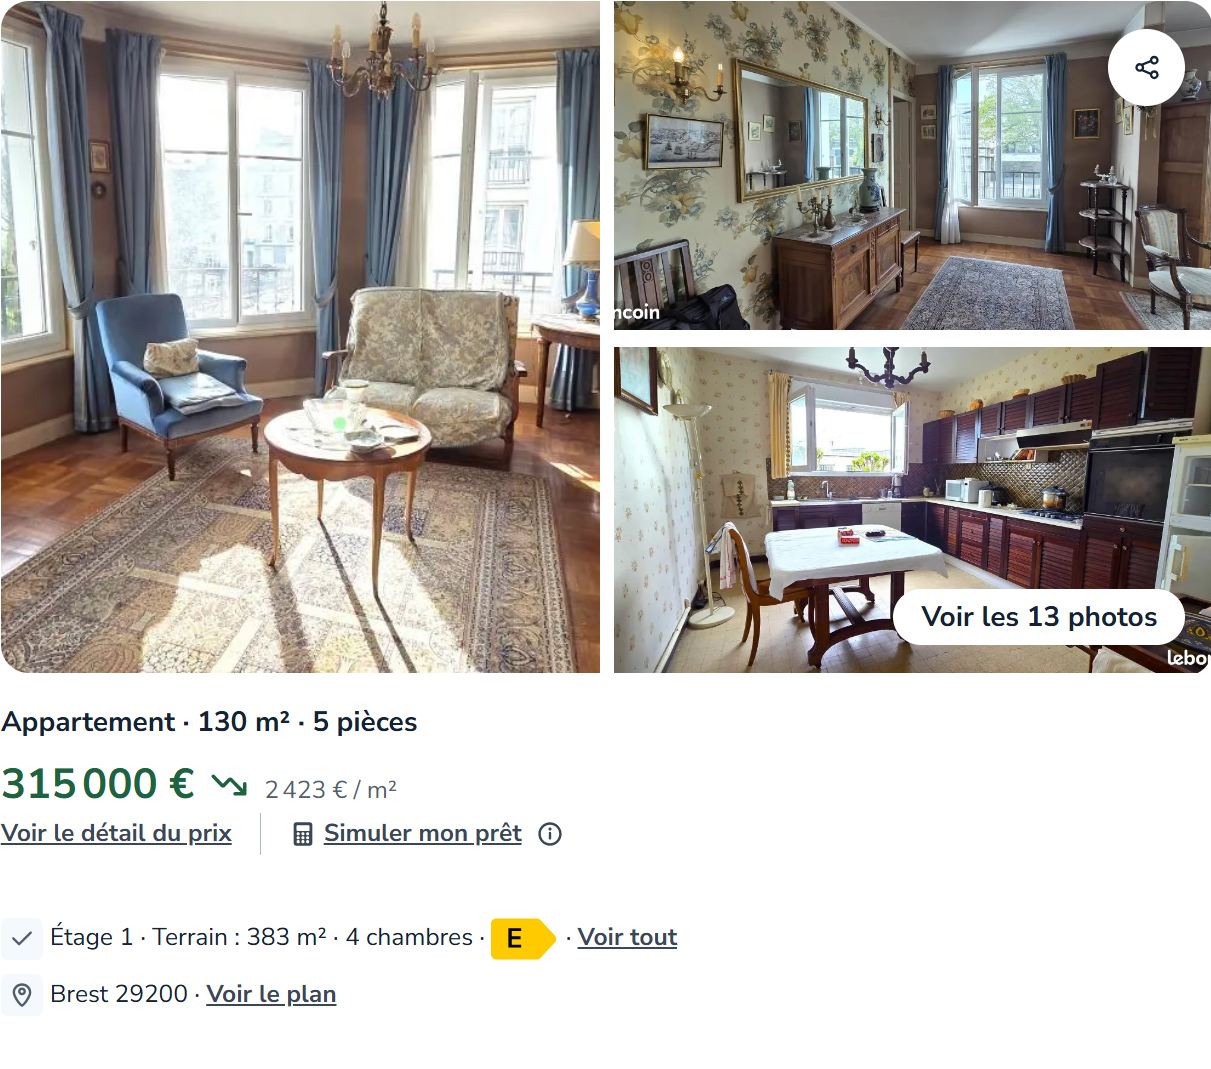 ncoin
Voir les 13 photos
lebo
Appartement · 130 m² · 5 pièces
315 000 € 2 423 € / m²
Voir le détail du prix Simuler mon prêt
Étage 1 · Terrain : 383 m² · 4 chambres · E · Voir tout
Brest 29200 · Voir le plan